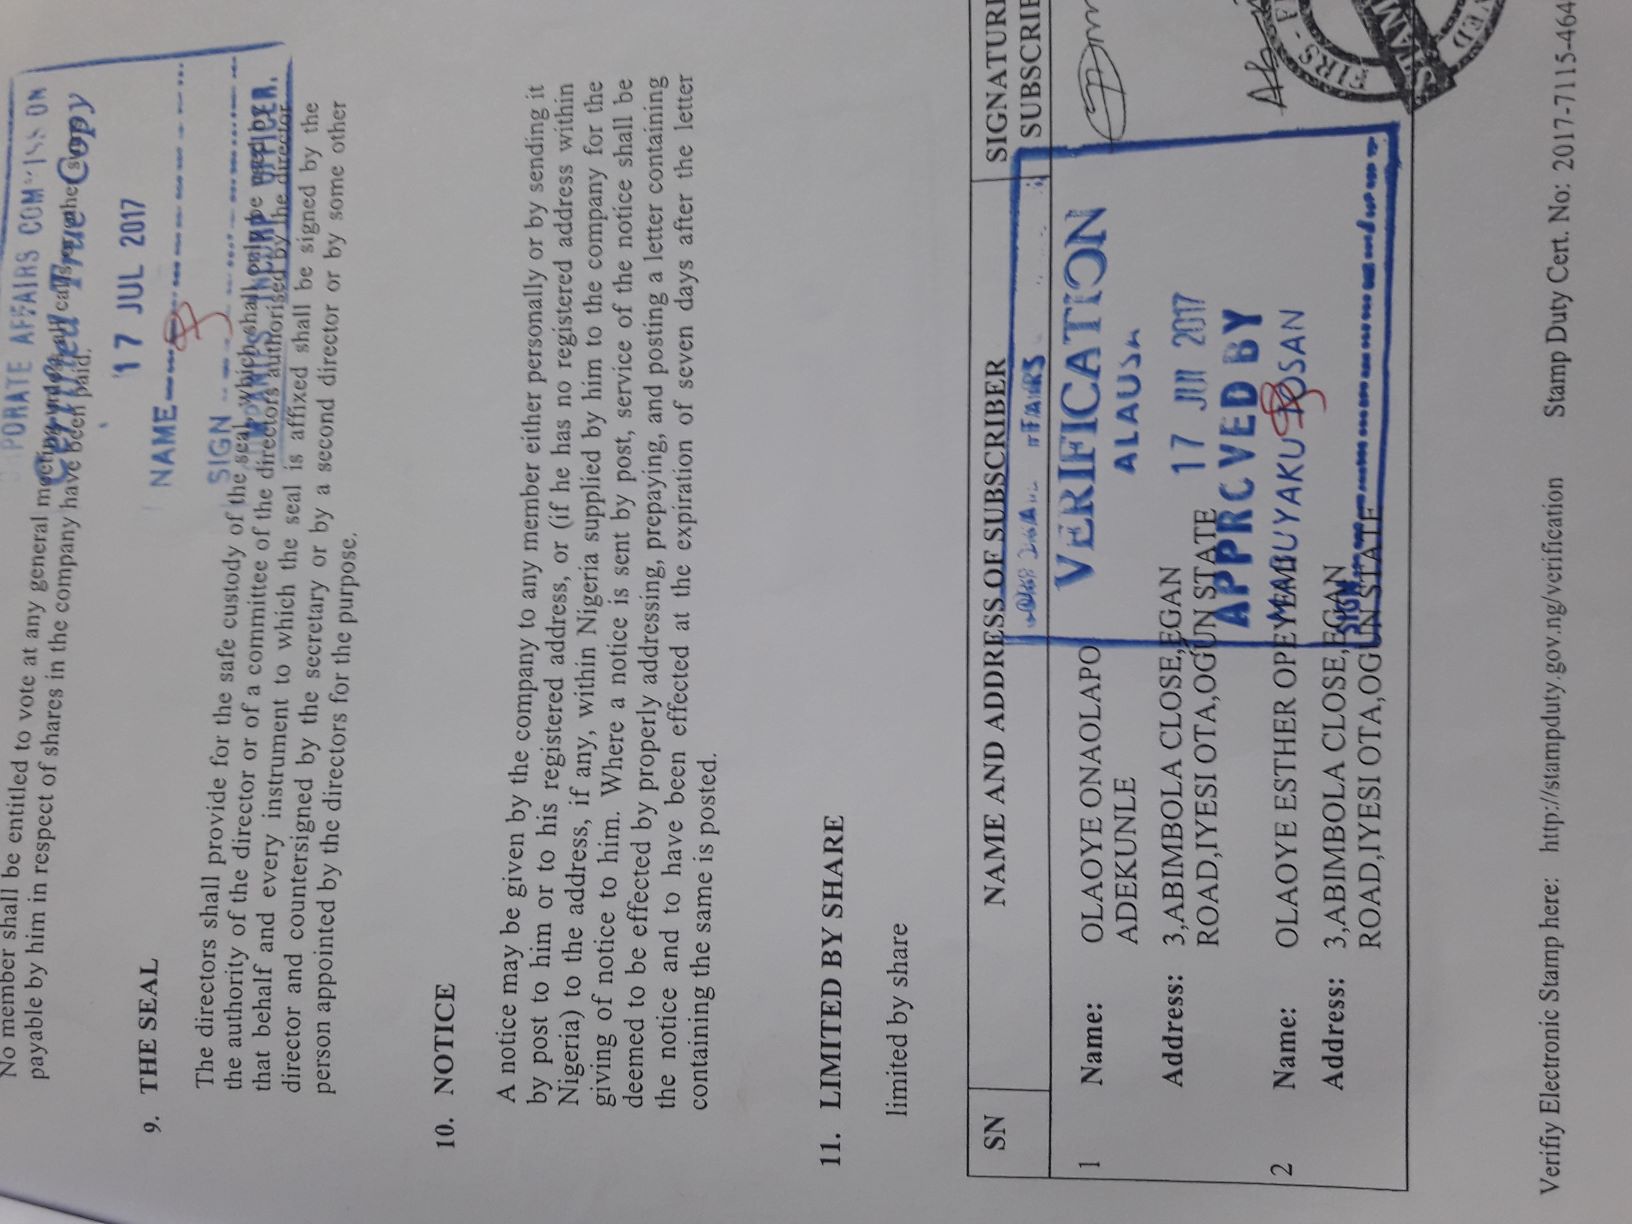 No member shall be entitled to vote at any general meeting unless all calls or other sums
payable by him in respect of shares in the company have been paid.
PORATE AFFAIRS COM ISS ON
Certified True Copy
17 JUL 2017
NAME
SIGN
INCORP OFFICER.
9. THE SEAL
The directors shall provide for the safe custody of the seal, which shall only be used by
the authority of the director or of a committee of the directors authorised by the director
that behalf and every instrument to which the seal is affixed shall be signed by the
director and countersigned by the secretary or by a second director or by some other
person appointed by the directors for the purpose.
10. NOTICE
A notice may be given by the company to any member either personally or by sending it
by post to him or to his registered address, or (if he has no registered address within
Nigeria) to the address, if any, within Nigeria supplied by him to the company for the
giving of notice to him. Where a notice is sent by post, service of the notice shall be
deemed to be effected by properly addressing, prepaying, and posting a letter containing
the notice and to have been effected at the expiration of seven days after the letter
containing the same is posted.
11. LIMITED BY SHARE
limited by share
SN NAME AND ADDRESS OF SUBSCRIBER SIGNATURE
SUBSCRIB
1 Name: OLAOYE ONAOLAPO
ADEKUNLE
Address: 3,ABIMBOLA CLOSE,EGAN
ROAD,IYESI OTA,OGUN STATE
2 Name: OLAOYE ESTHER OPEYEMI
Address: 3,ABIMBOLA CLOSE,EGAN
ROAD,IYESI OTA,OGUN STATE
VERIFICATION
ALAUSA
17 JUL 2017
APPROVED BY
MABUYAKU TOSAN
SIGN
FIRS
STAM
Verifiy Electronic Stamp here: http://stampduty.gov.ng/verification Stamp Duty Cert. No: 2017-7115-464